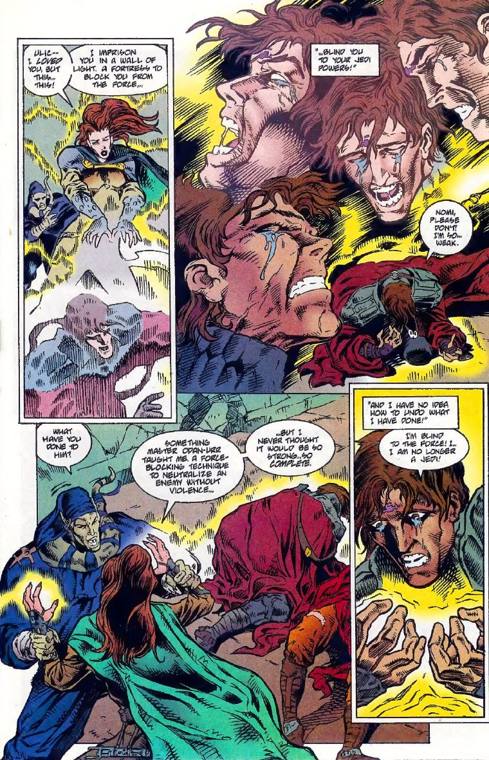 ULIC--
I LOVED
YOU, BUT
THIS...
THIS!
I IMPRISON
YOU IN A WALL OF
LIGHT. A FORTRESS TO
BLOCK YOU FROM
THE FORCE...
"...BLIND YOU
TO YOUR JEDI
POWERS!"
NOMI,
PLEASE
DON'T!
I'M SO...
WEAK.
WHAT
HAVE YOU
DONE TO
HIM?
SOMETHING
MASTER ODAN-URR
TAUGHT ME. A FORCE-
BLOCKING TECHNIQUE
TO NEUTRALIZE AN
ENEMY WITHOUT
VIOLENCE...
...BUT I
NEVER THOUGHT
IT WOULD BE SO
STRONG...SO
COMPLETE.
"AND I HAVE NO IDEA
HOW TO UNDO WHAT
I HAVE DONE!"
I'M BLIND
TO THE FORCE! I...
I AM NO LONGER
A JEDI!